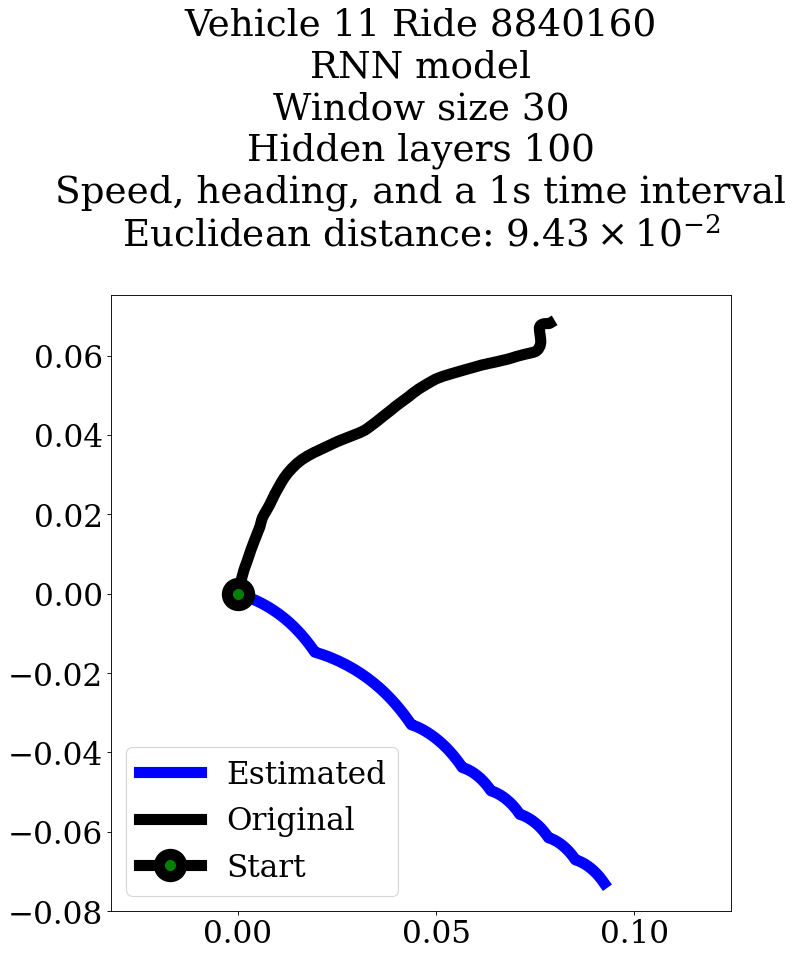 Vehicle 11 Ride 8840160
RNN model
Window size 30
Hidden layers 100
Speed, heading, and a 1s time interval
Euclidean distance: 9.43 × 10⁻²
0.06
0.04
0.02
0.00
−0.02
−0.04
−0.06
−0.08
Estimated
Original
Start
0.00 0.05 0.10